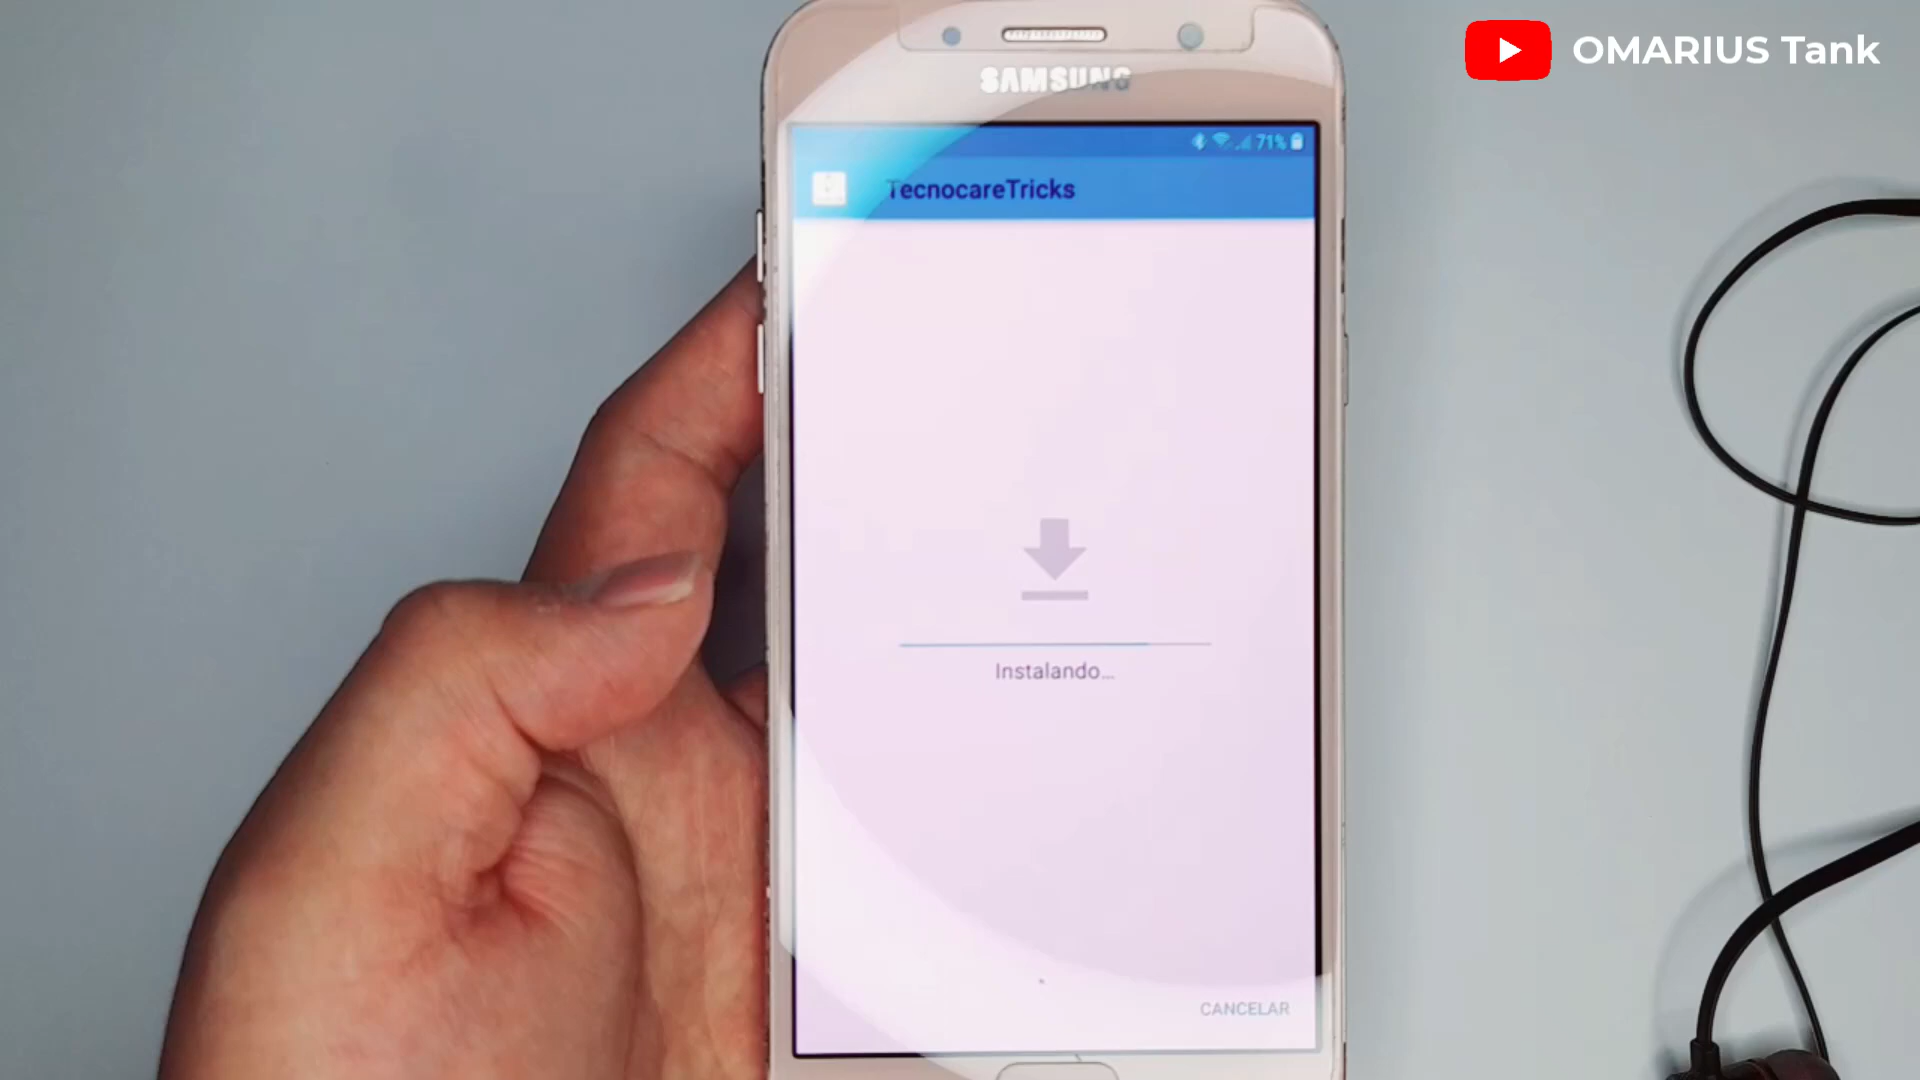 OMARIUS Tank
SAMSUNG
71%
TecnocareTricks
Instalando...
CANCELAR